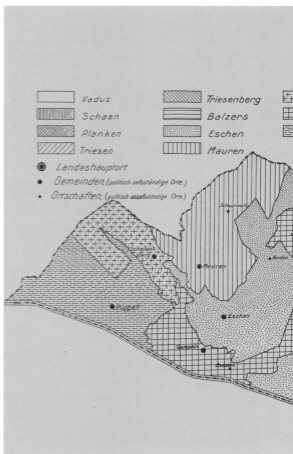 Vaduz
Schaan
Planken
Triesen
Triesenberg
Balzers
Eschen
Mauren
Landeshauptort
Gemeinden (politisch selbständige Orte.)
Ortschaften (politisch unselbständige Orte)
Mauren
Ruggell
Eschen
Gamprin